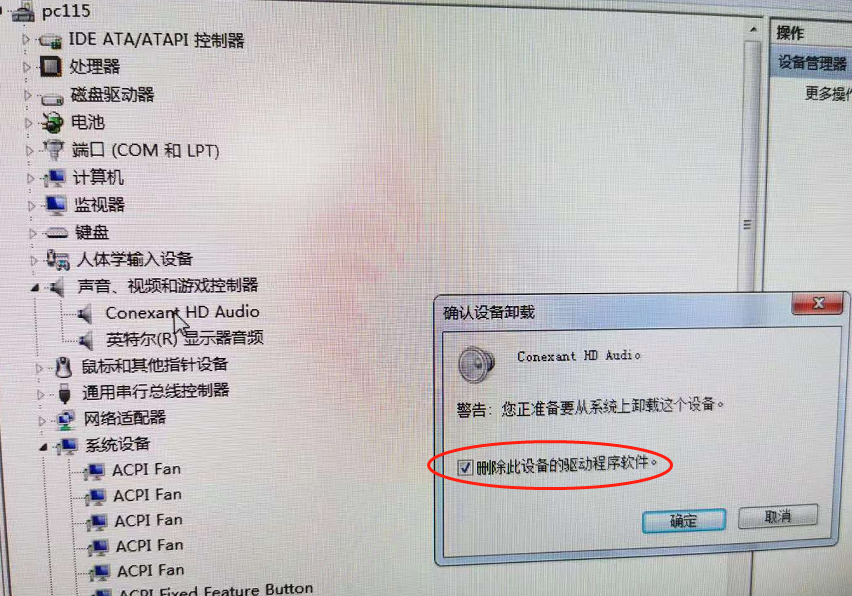 pc115
IDE ATA/ATAPI 控制器
处理器
磁盘驱动器
电池
端口 (COM 和 LPT)
计算机
监视器
键盘
人体学输入设备
声音、视频和游戏控制器
Conexant HD Audio
英特尔(R) 显示器音频
鼠标和其他指针设备
通用串行总线控制器
网络适配器
系统设备
ACPI Fan
ACPI Fan
ACPI Fan
ACPI Fan
ACPI Fan
ACPI Fixed Feature Button
操作
设备管理器
更多操作
确认设备卸载
Conexant HD Audio
警告: 您正准备要从系统上卸载这个设备。
删除此设备的驱动程序软件。
确定
取消